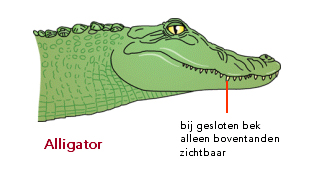 bij gesloten bek
alleen boventanden
zichtbaar
Alligator